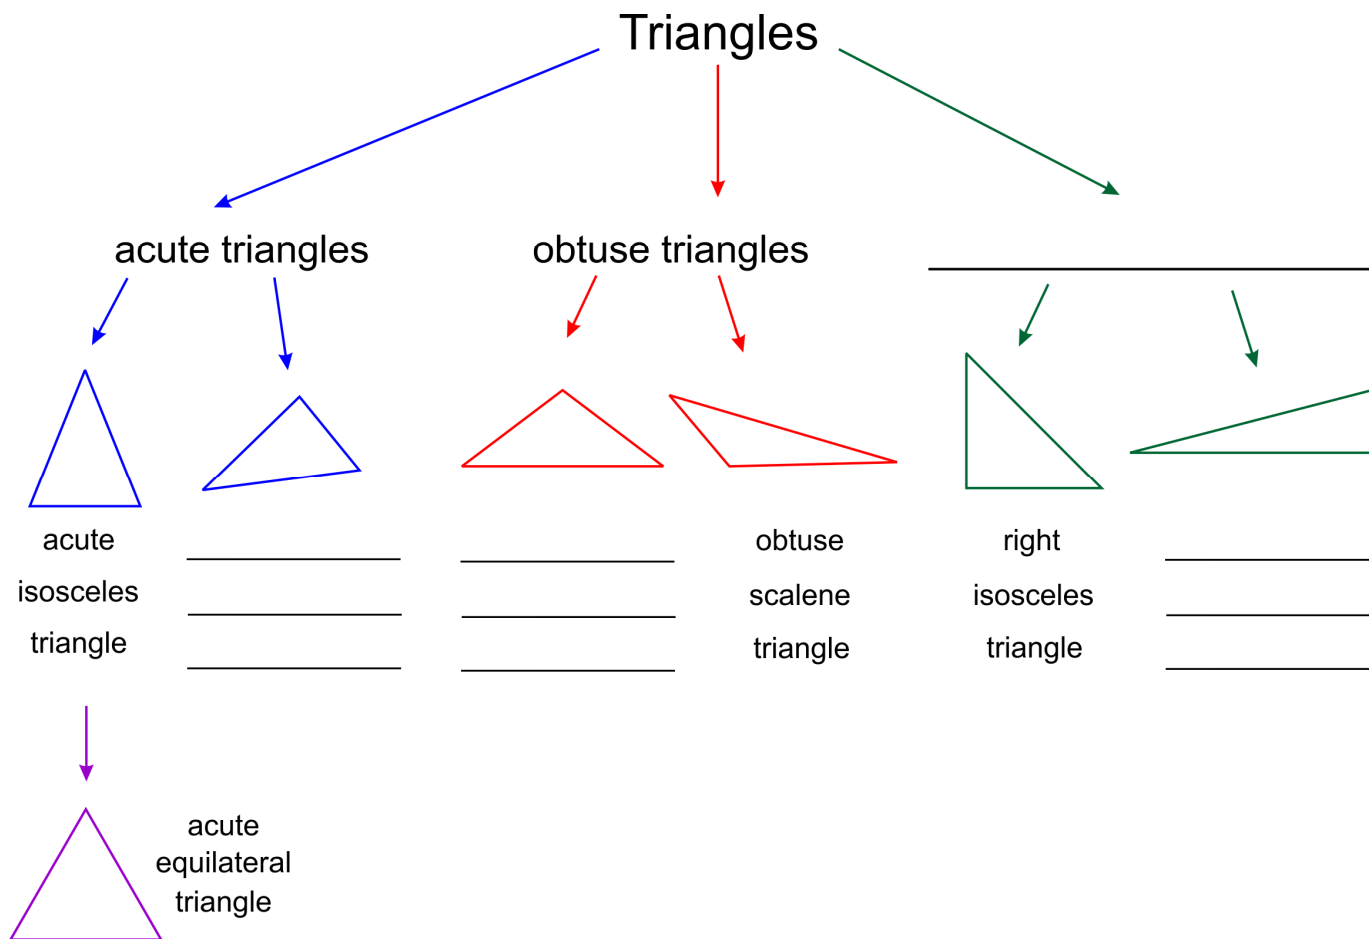 Triangles
acute triangles
obtuse triangles
acute
isosceles
triangle
obtuse
scalene
triangle
right
isosceles
triangle
acute
equilateral
triangle